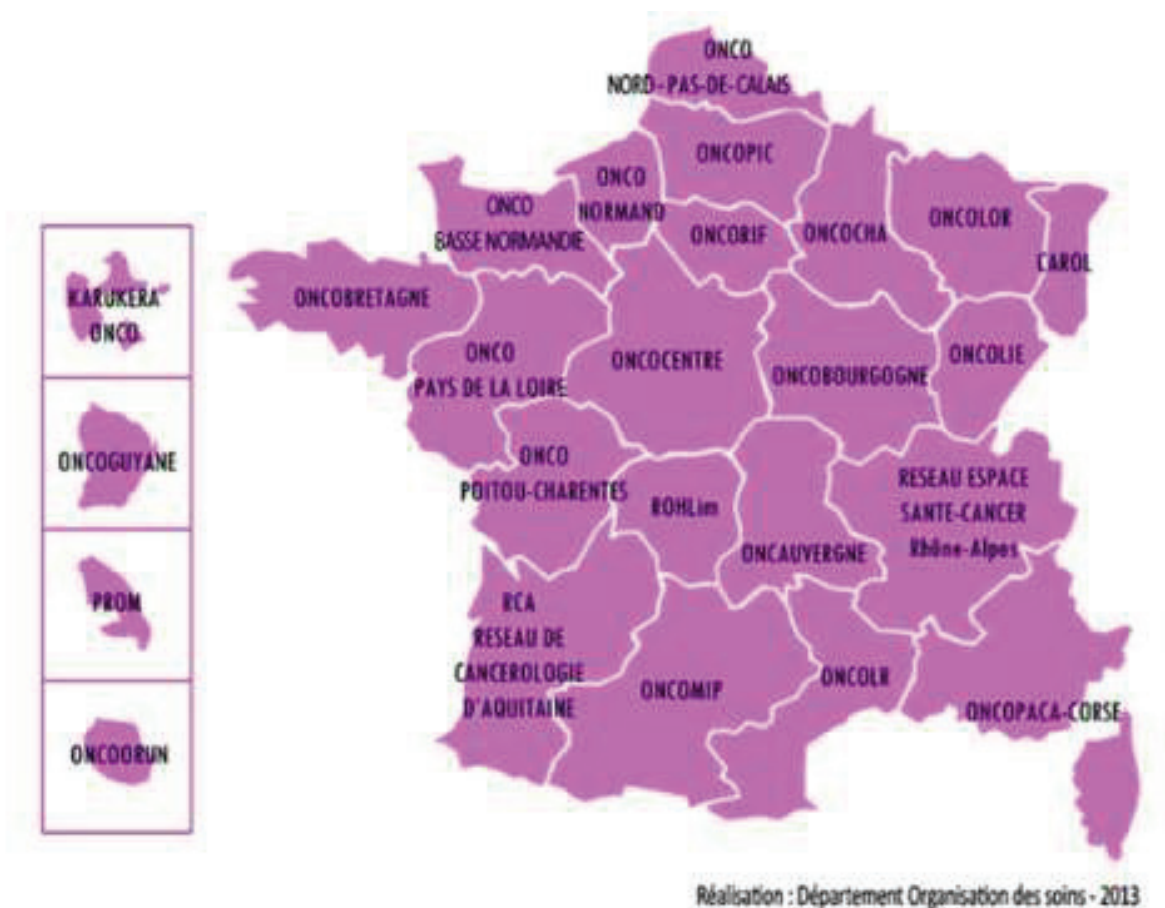 ONCO
NORD-PAS-DE-CALAIS
ONCOPIC
ONCO
NORMAND
ONCO
BASSE NORMANDIE
ONCORIF
ONCOCHA
ONCOLOR
CAROL
ONCOBRETAGNE
ONCO
PAYS DE LA LOIRE
ONCOCENTRE
ONCOBOURGOGNE
ONCOLIE
ONCO
POITOU-CHARENTES
ROHLim
ONCAUVERGNE
RESEAU ESPACE
SANTE-CANCER
Rhône-Alpes
RCA
RESEAU DE
CANCEROLOGIE
D'AQUITAINE
ONCOMIP
ONCOLR
ONCOPACA-CORSE
KARUKERA
ONCO
ONCOGUYANE
PROM
ONCOORUN
Réalisation : Département Organisation des soins - 2013